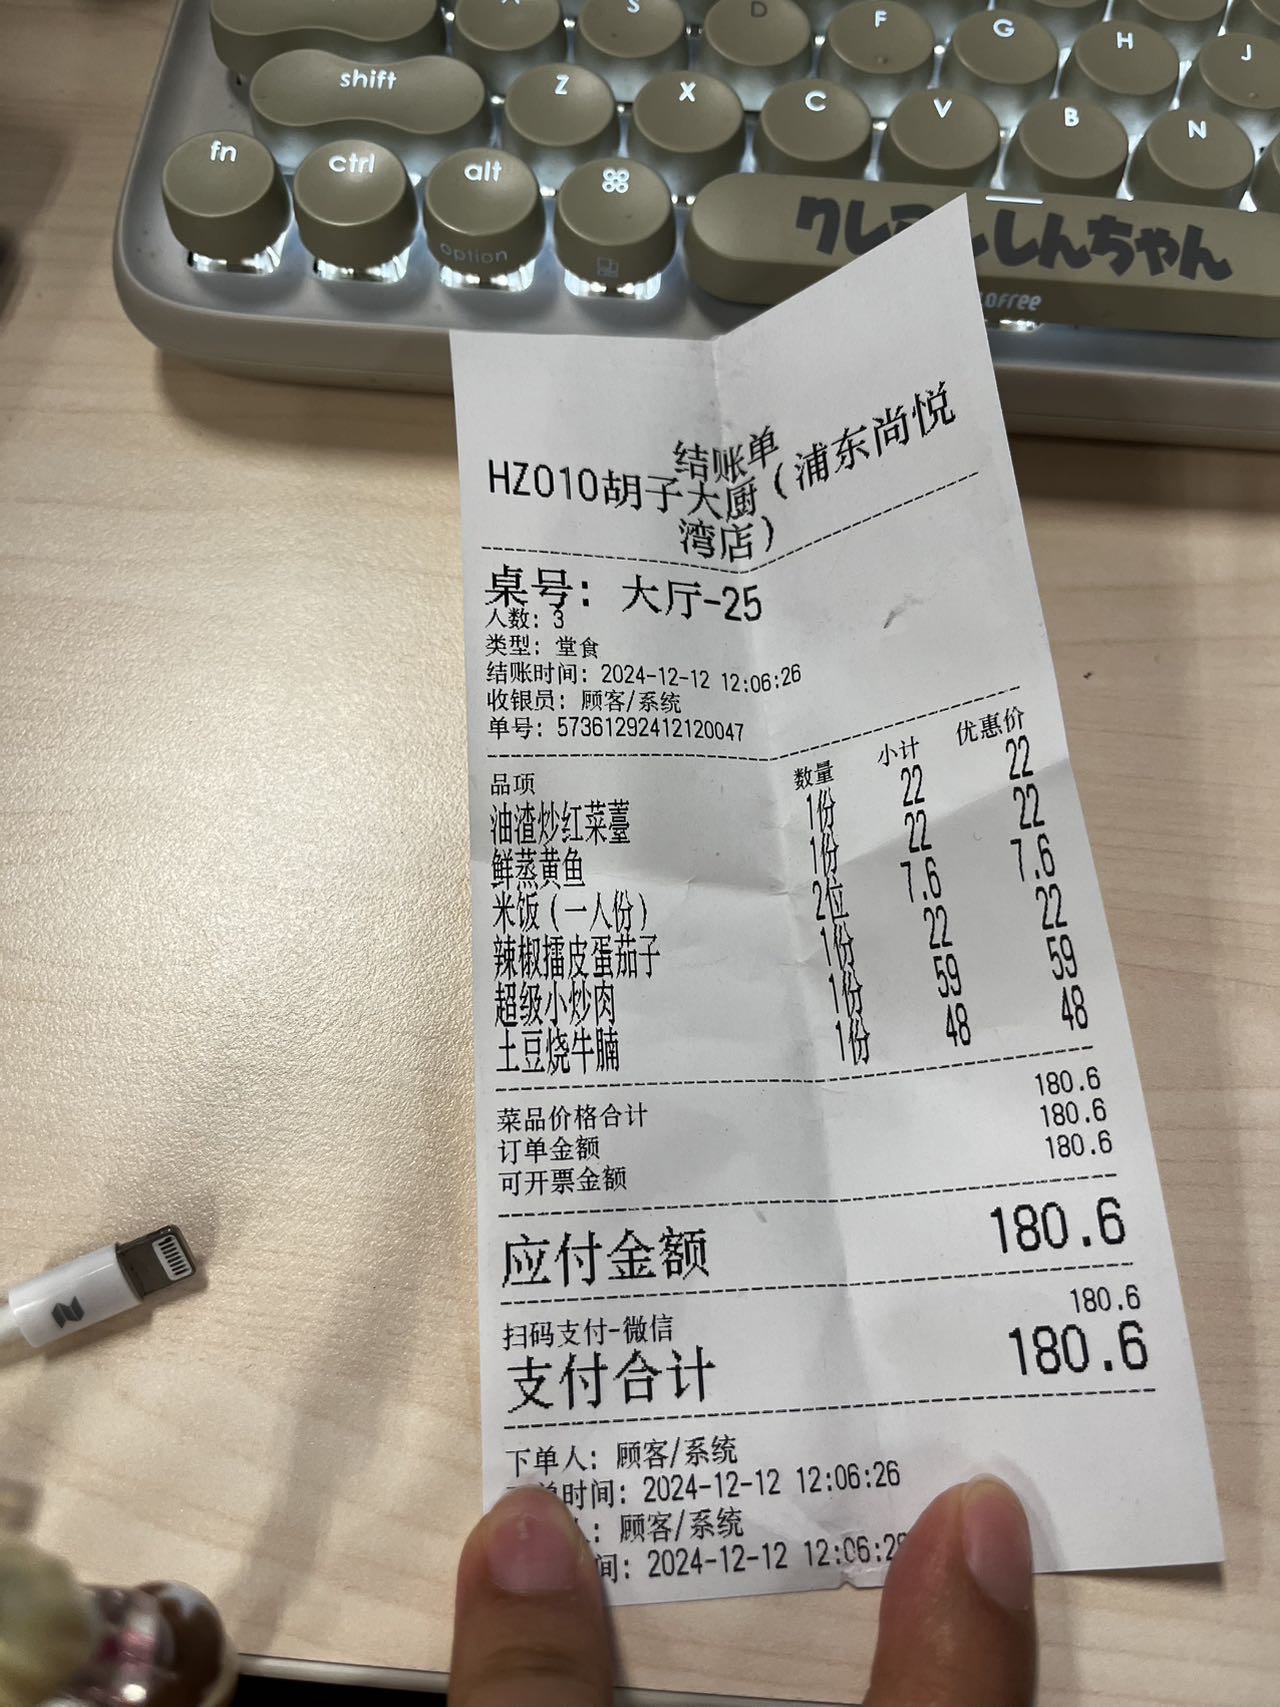 A S D F G H J
shift Z X C V B N
fn ctrl alt ⌘
option
しんちゃん
結账单
HZ010胡子大厨(浦东尚悦
湾店)
桌号: 大厅-25
人数: 3
类型: 堂食
结账时间: 2024-12-12 12:06:26
收银员: 顾客/系统
单号: 57361292412120047
品项 数量 小计 优惠价
油渣炒红菜薹 1份 22 22
鲜蒸黄鱼 1份 22 22
米饭(一人份) 2位 7.6 7.6
辣椒擂皮蛋茄子 1份 22 22
超级小炒肉 1份 59 59
土豆烧牛腩 1份 48 48
菜品价格合计 180.6
订单金额 180.6
可开票金额 180.6
应付金额 180.6
扫码支付-微信 180.6
支付合计 180.6
下单人: 顾客/系统
单时间: 2024-12-12 12:06:26
人: 顾客/系统
间: 2024-12-12 12:06:2